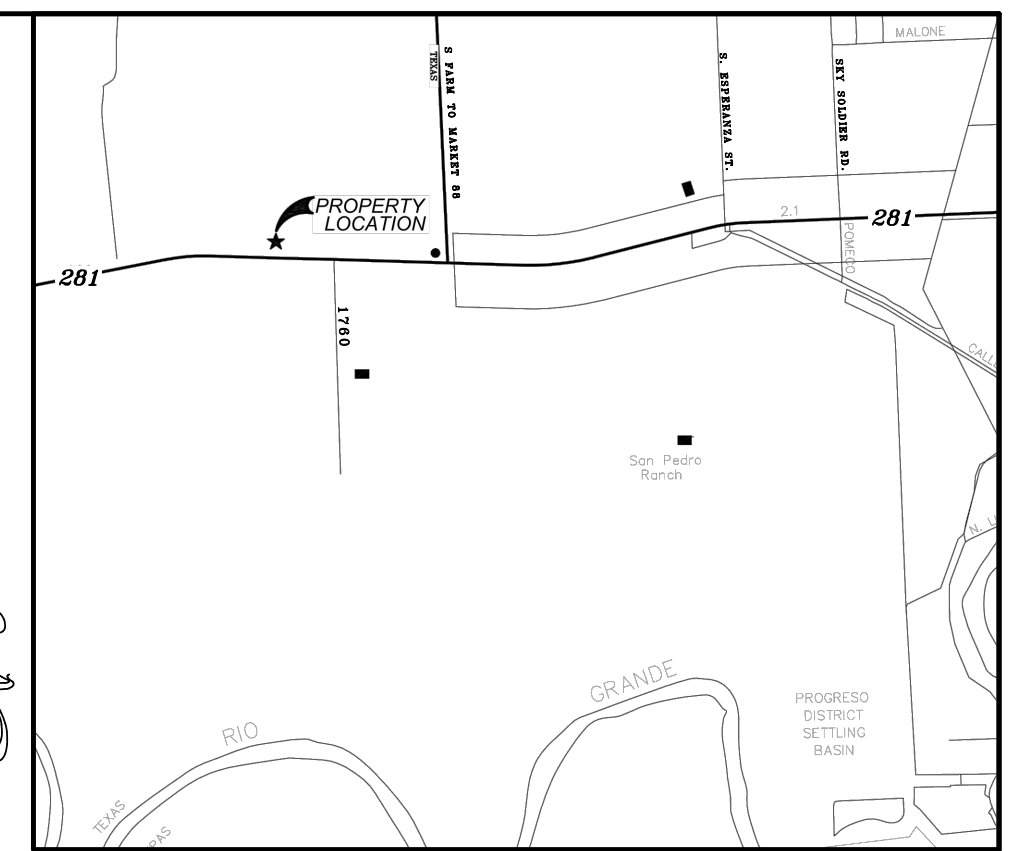 MALONE
TEXAS
S FARM TO MARKET 88
S. ESPERANZA ST.
SKY SOLDIER RD.
PROPERTY
LOCATION
2.1
281
POMECO
281
1760
San Pedro
Ranch
N.
GRANDE
RIO
PROGRESO
DISTRICT
SETTLING
BASIN
TEXAS